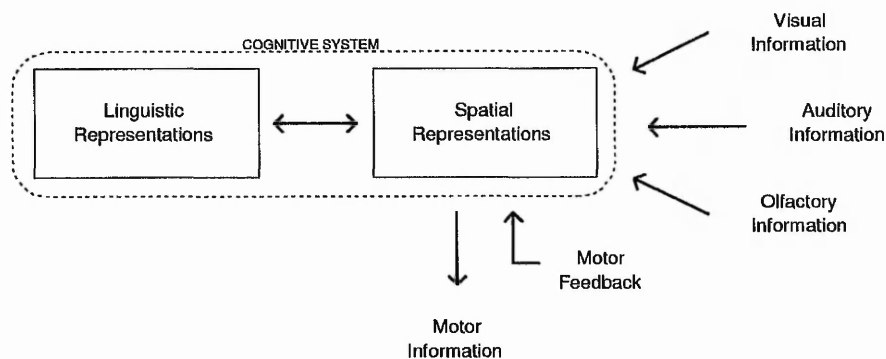 COGNITIVE SYSTEM
Linguistic
Representations
Spatial
Representations
Visual
Information
Auditory
Information
Olfactory
Information
Motor
Feedback
Motor
Information